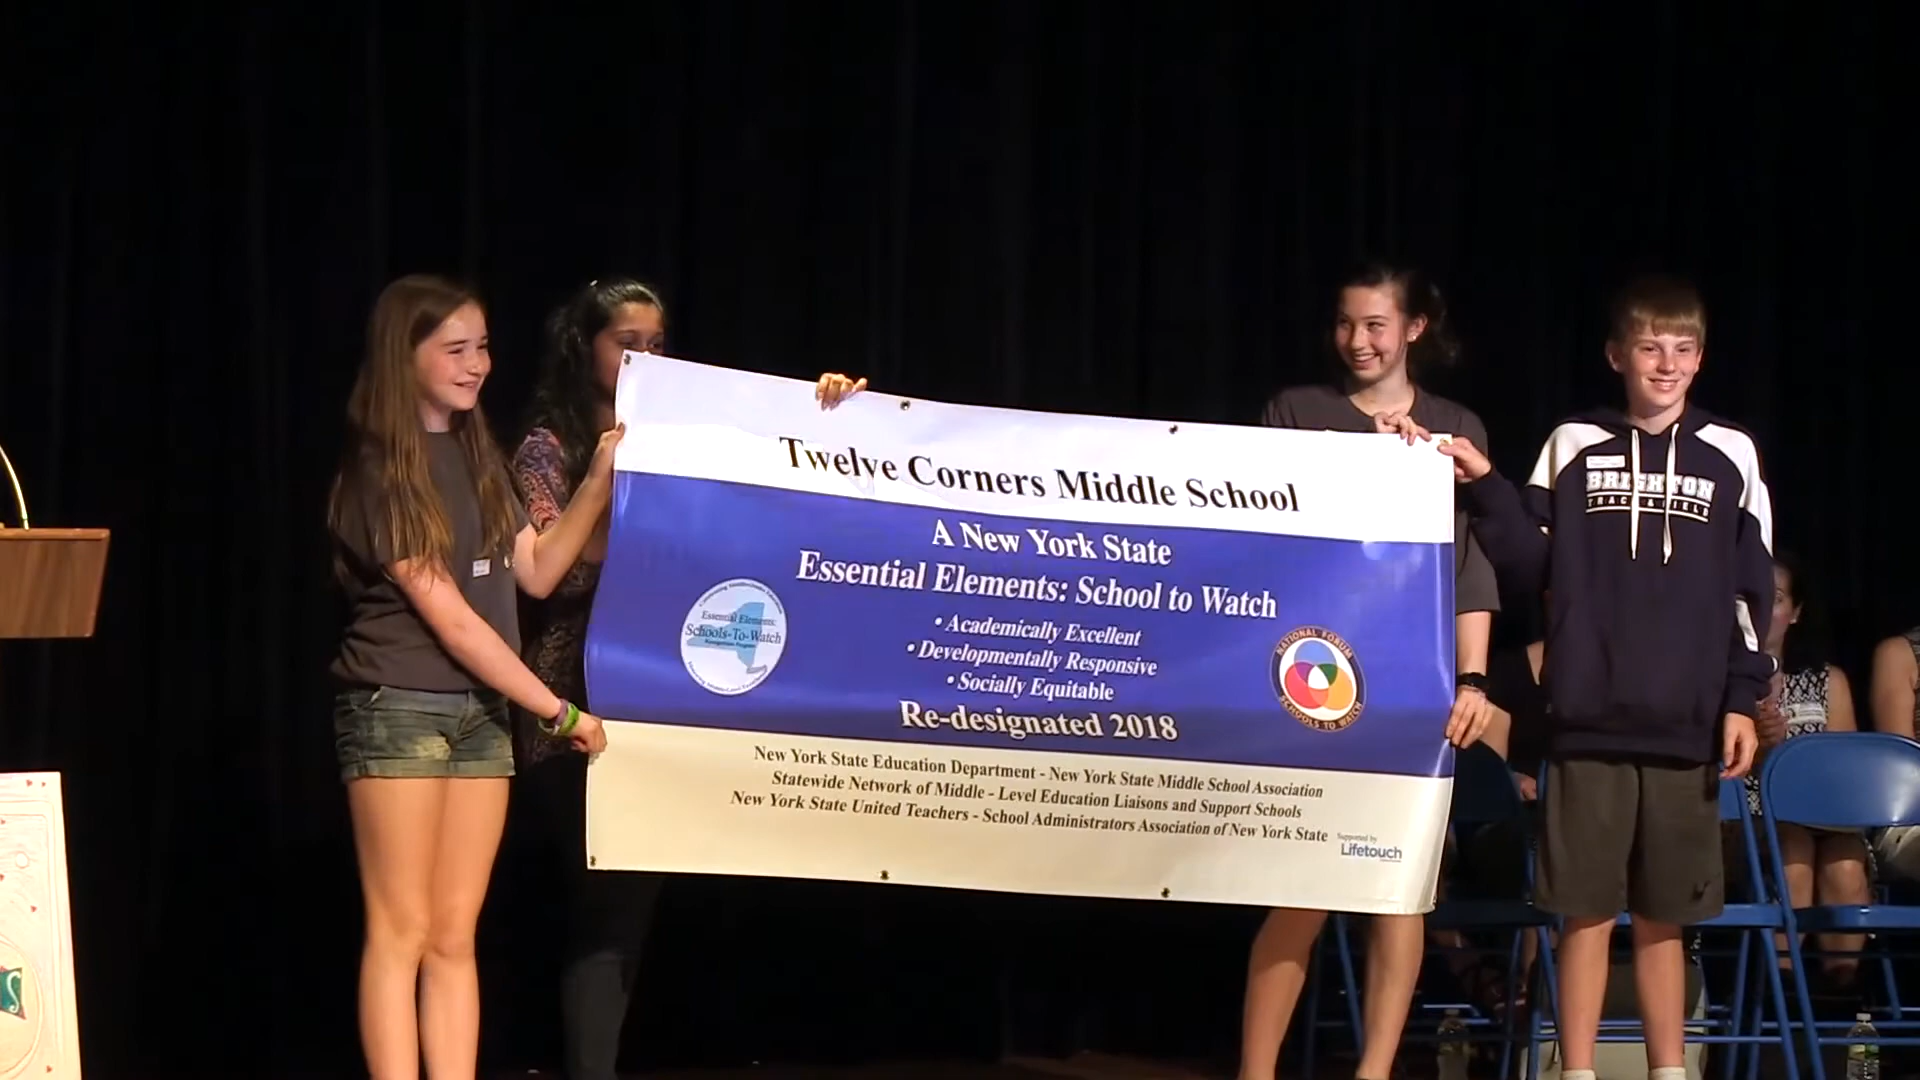 Twelve Corners Middle School
A New York State
Essential Elements: School to Watch
• Academically Excellent
• Developmentally Responsive
• Socially Equitable
Re-designated 2018
Essential Elements:
Schools-To-Watch
Recognition Program
NATIONAL FORUM
SCHOOLS TO WATCH
New York State Education Department - New York State Middle School Association
Statewide Network of Middle - Level Education Liaisons and Support Schools
New York State United Teachers - School Administrators Association of New York State
Supported by
Lifetouch
BRIGHTON
TRACK & FIELD